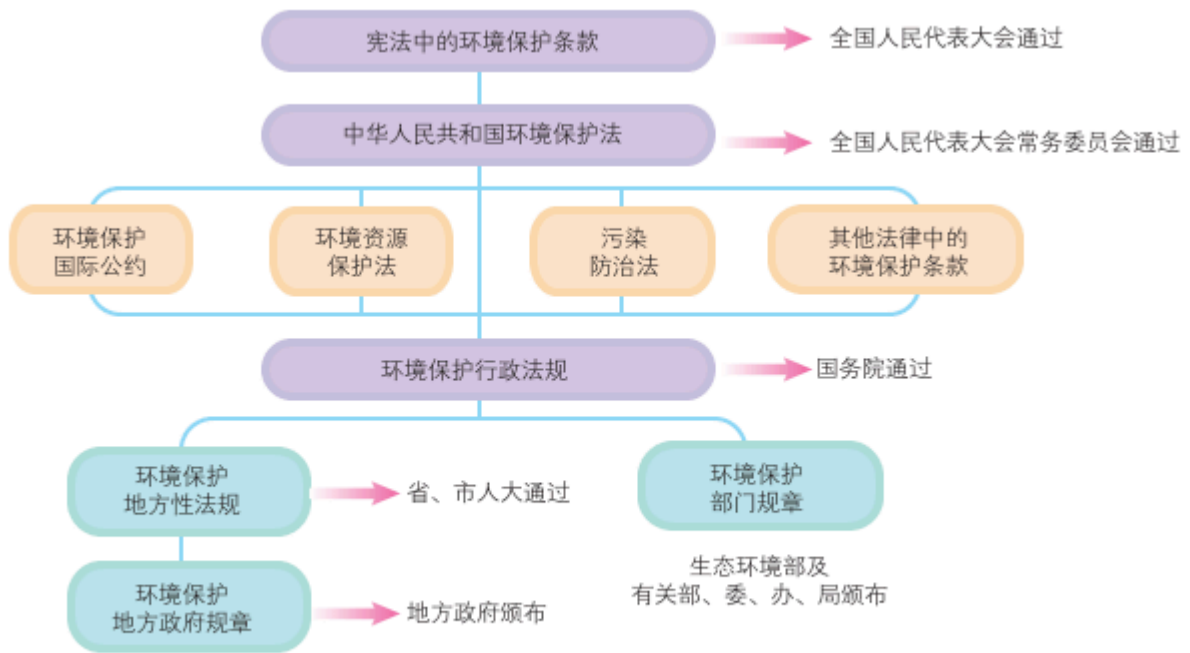 宪法中的环境保护条款
全国人民代表大会通过
中华人民共和国环境保护法
全国人民代表大会常务委员会通过
环境保护
国际公约
环境资源
保护法
污染
防治法
其他法律中的
环境保护条款
环境保护行政法规
国务院通过
环境保护
地方性法规
省、市人大通过
环境保护
部门规章
生态环境部及
有关部、委、办、局颁布
环境保护
地方政府规章
地方政府颁布